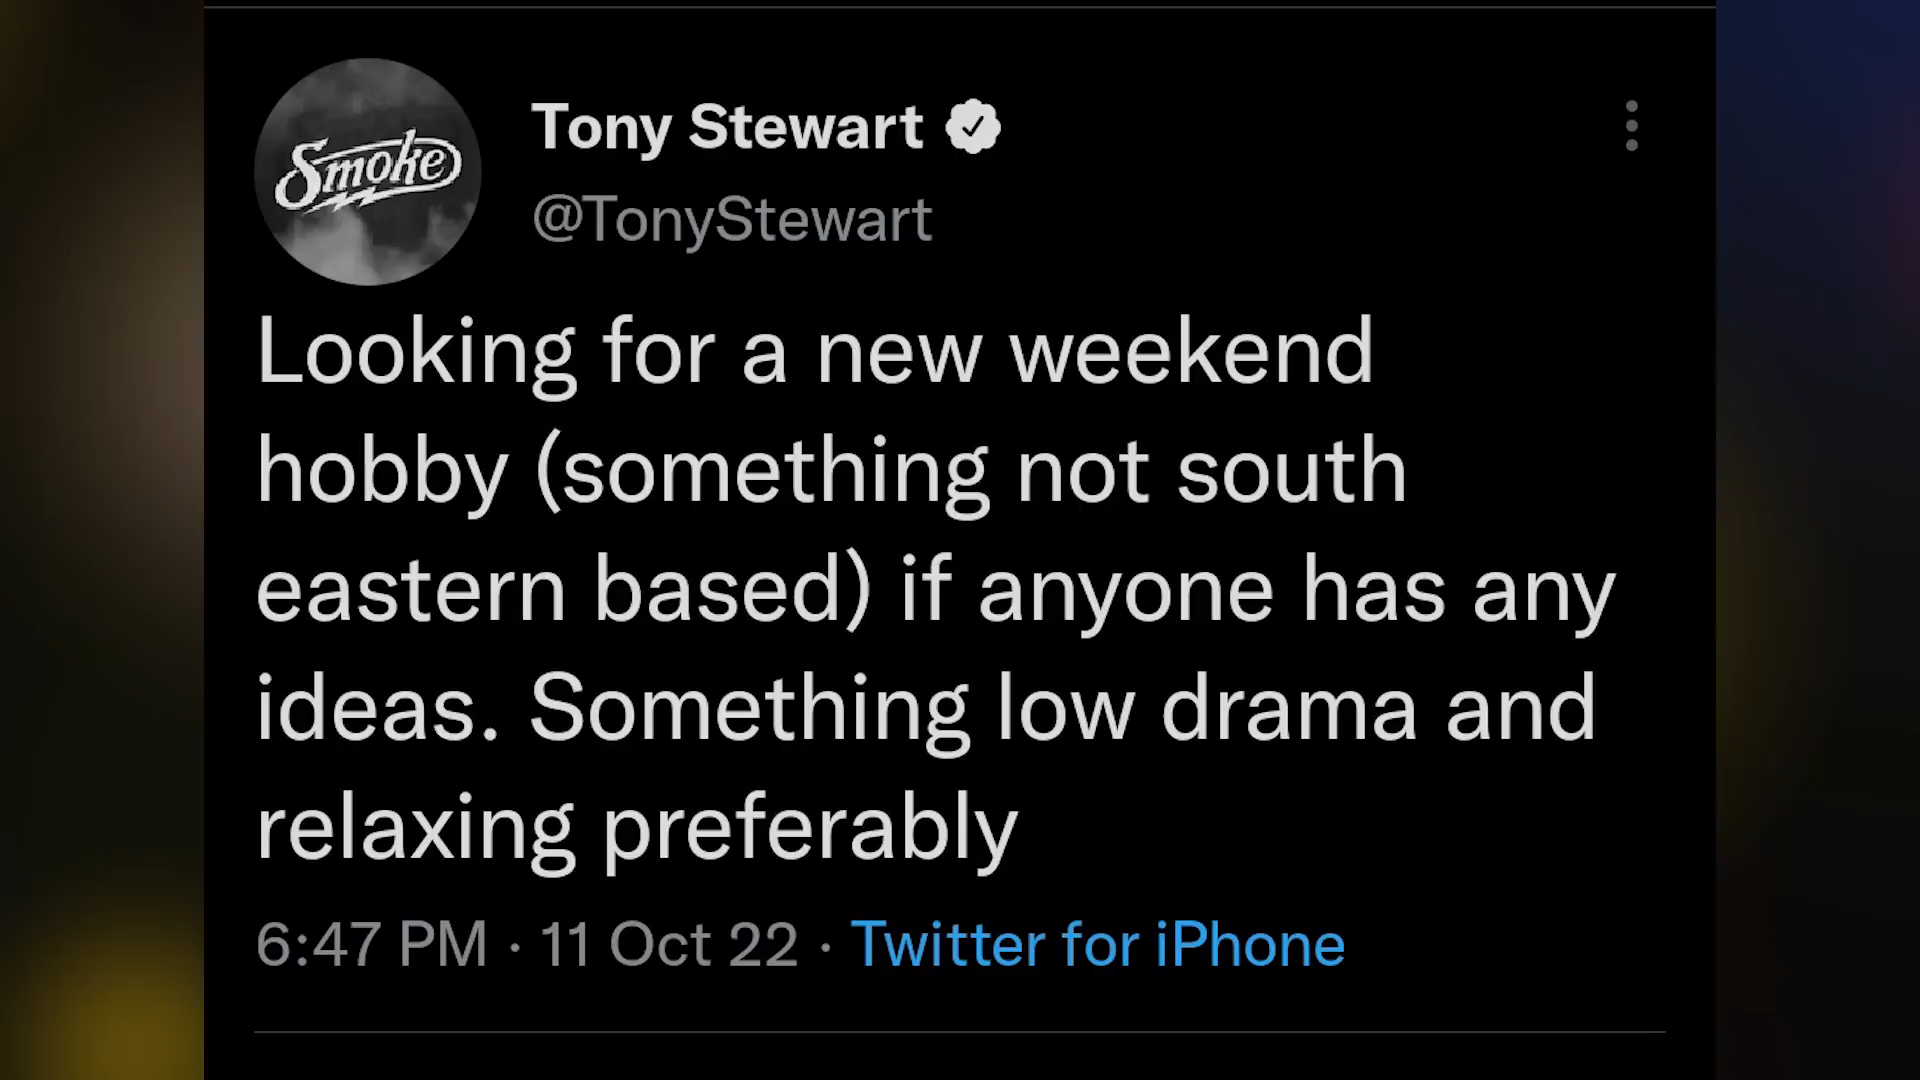 Smoke
Tony Stewart
@TonyStewart
Looking for a new weekend
hobby (something not south
eastern based) if anyone has any
ideas. Something low drama and
relaxing preferably
6:47 PM · 11 Oct 22 · Twitter for iPhone